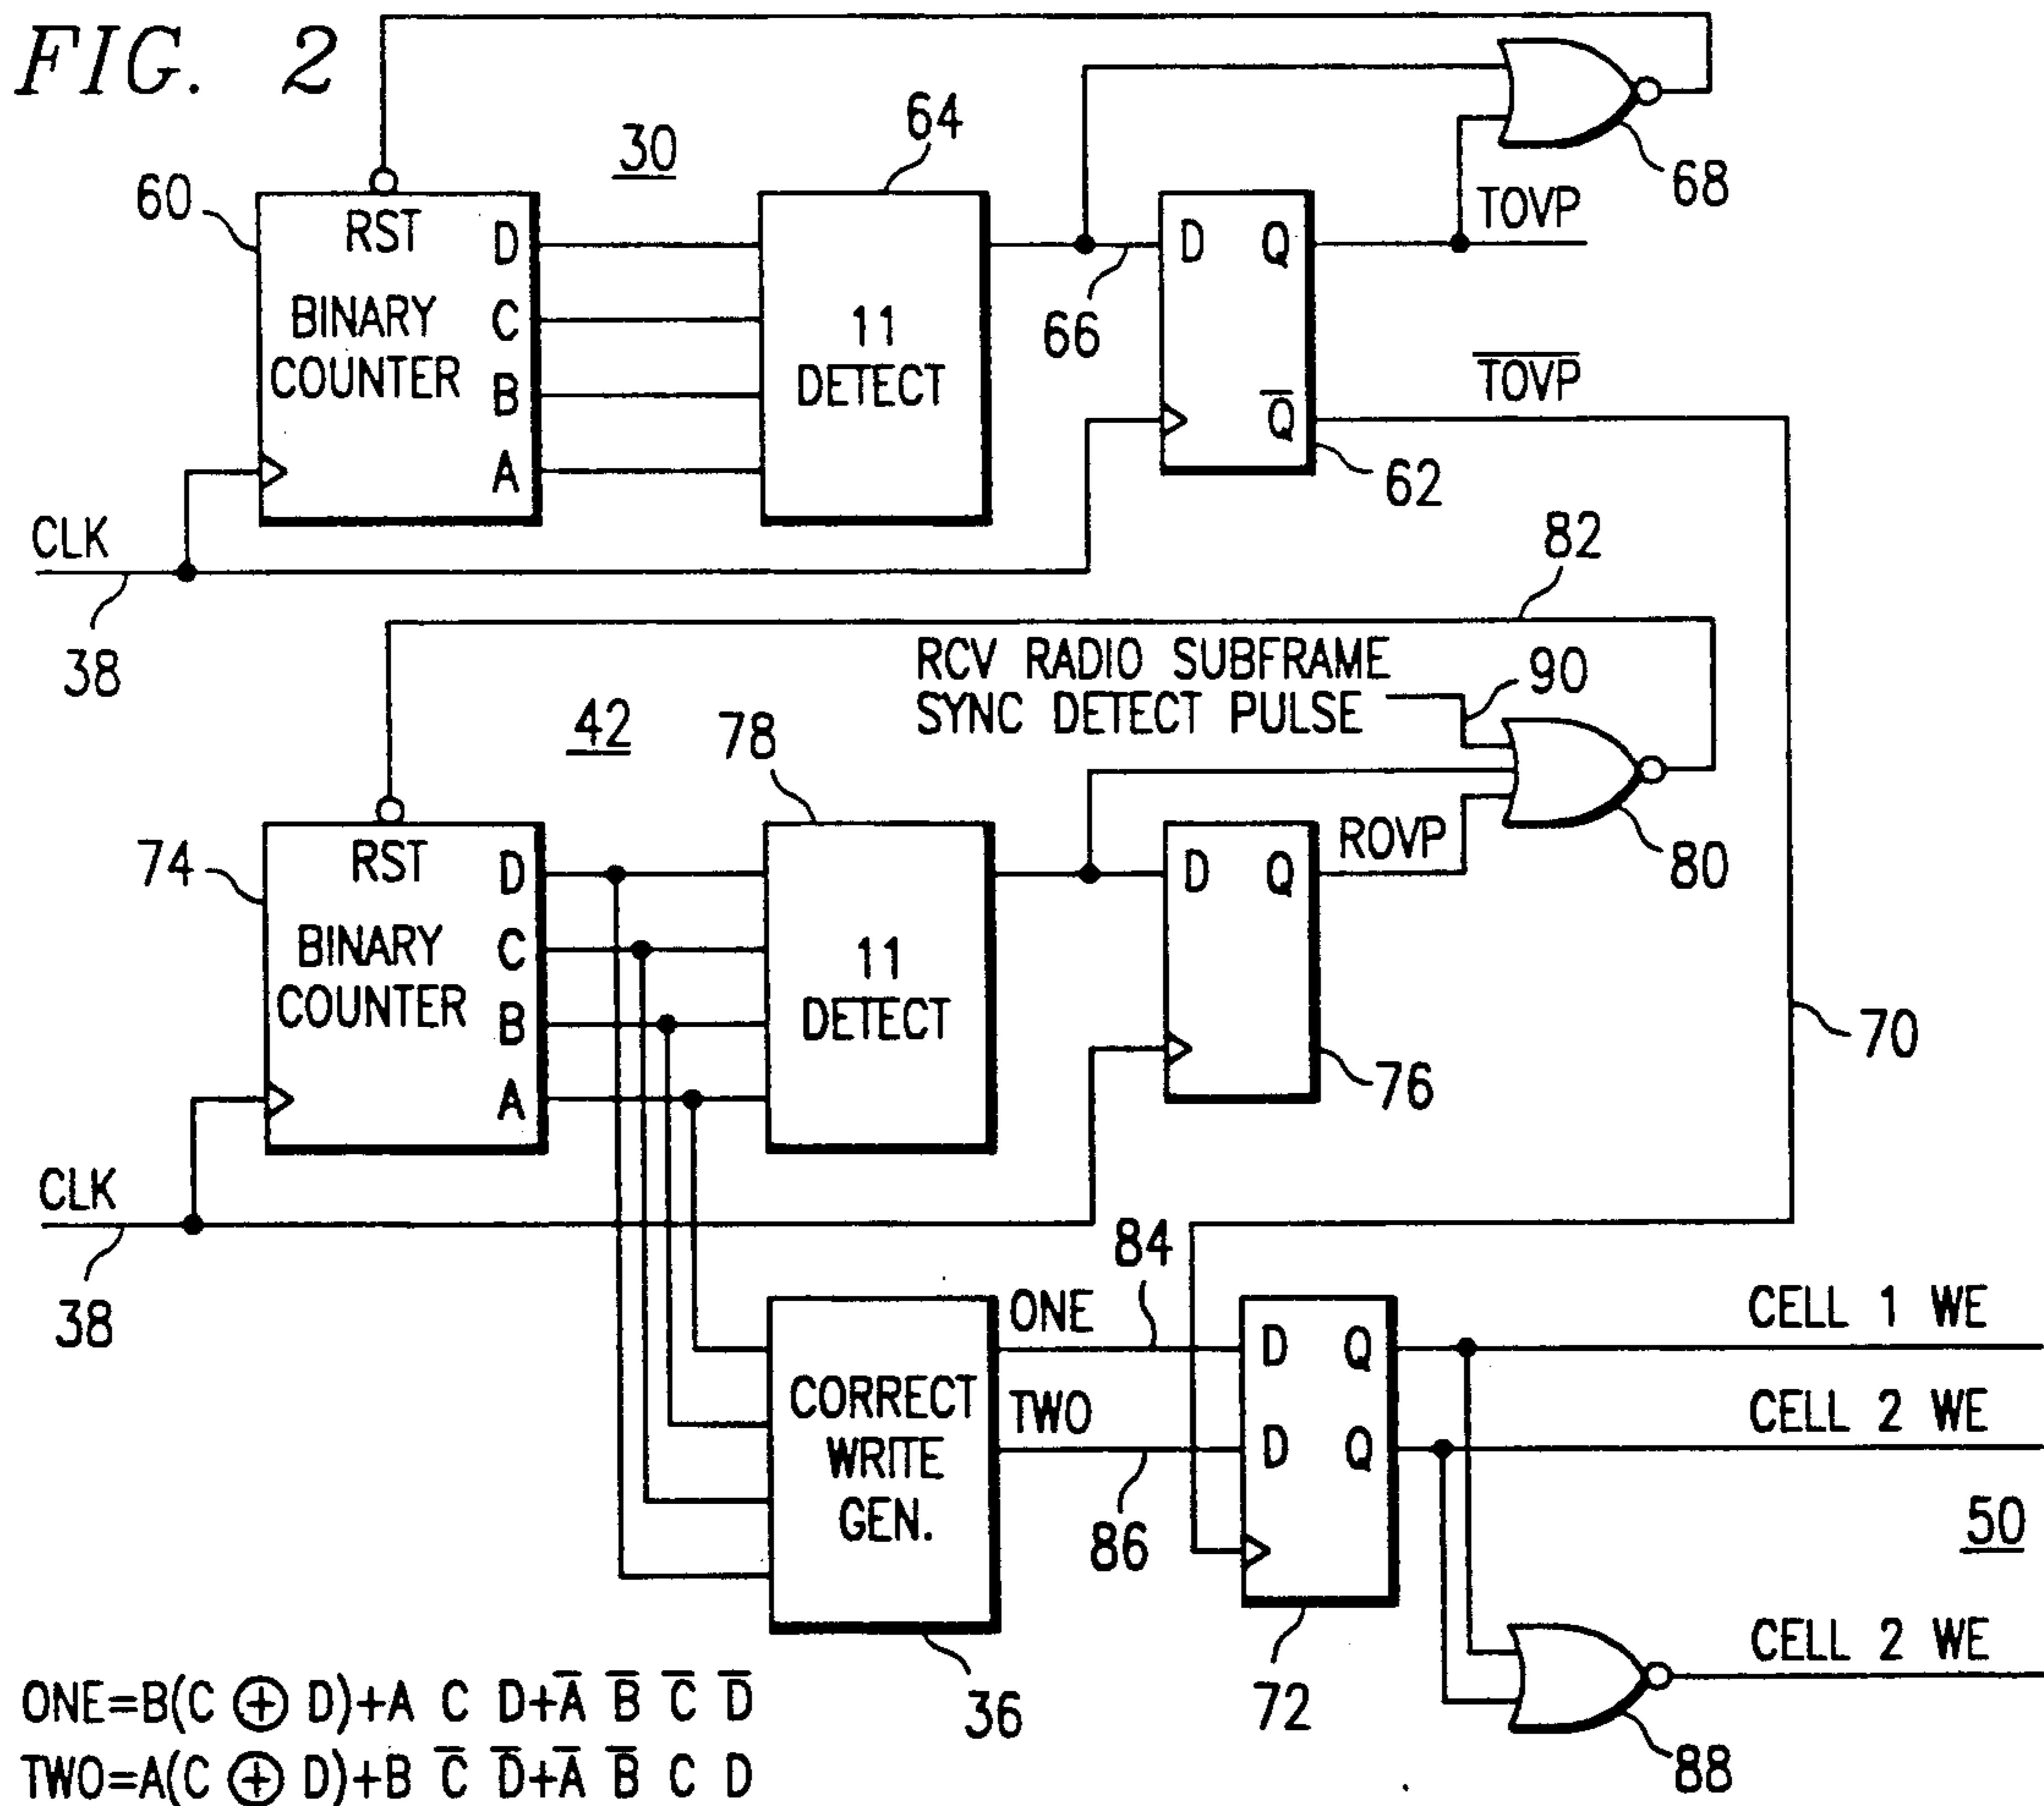 FIG. 2
30
64
60
RST
BINARY
COUNTER
D
C
B
A
11
DETECT
66
D
Q
Q̅
62
68
TOVP
T̅O̅V̅P̅
CLK
38
82
RCV RADIO SUBFRAME
SYNC DETECT PULSE
90
42
78
74
RST
BINARY
COUNTER
D
C
B
A
11
DETECT
D
Q
ROVP
80
76
70
CLK
38
84
ONE
TWO
86
CORRECT
WRITE
GEN.
36
D
Q
D
Q
72
CELL 1 WE
CELL 2 WE
50
CELL 2 WE
88
ONE=B(C ⊕ D)+A C D+A̅ B̅ C̅ D̅
TWO=A(C ⊕ D)+B C̅ D̅+A̅ B̅ C D